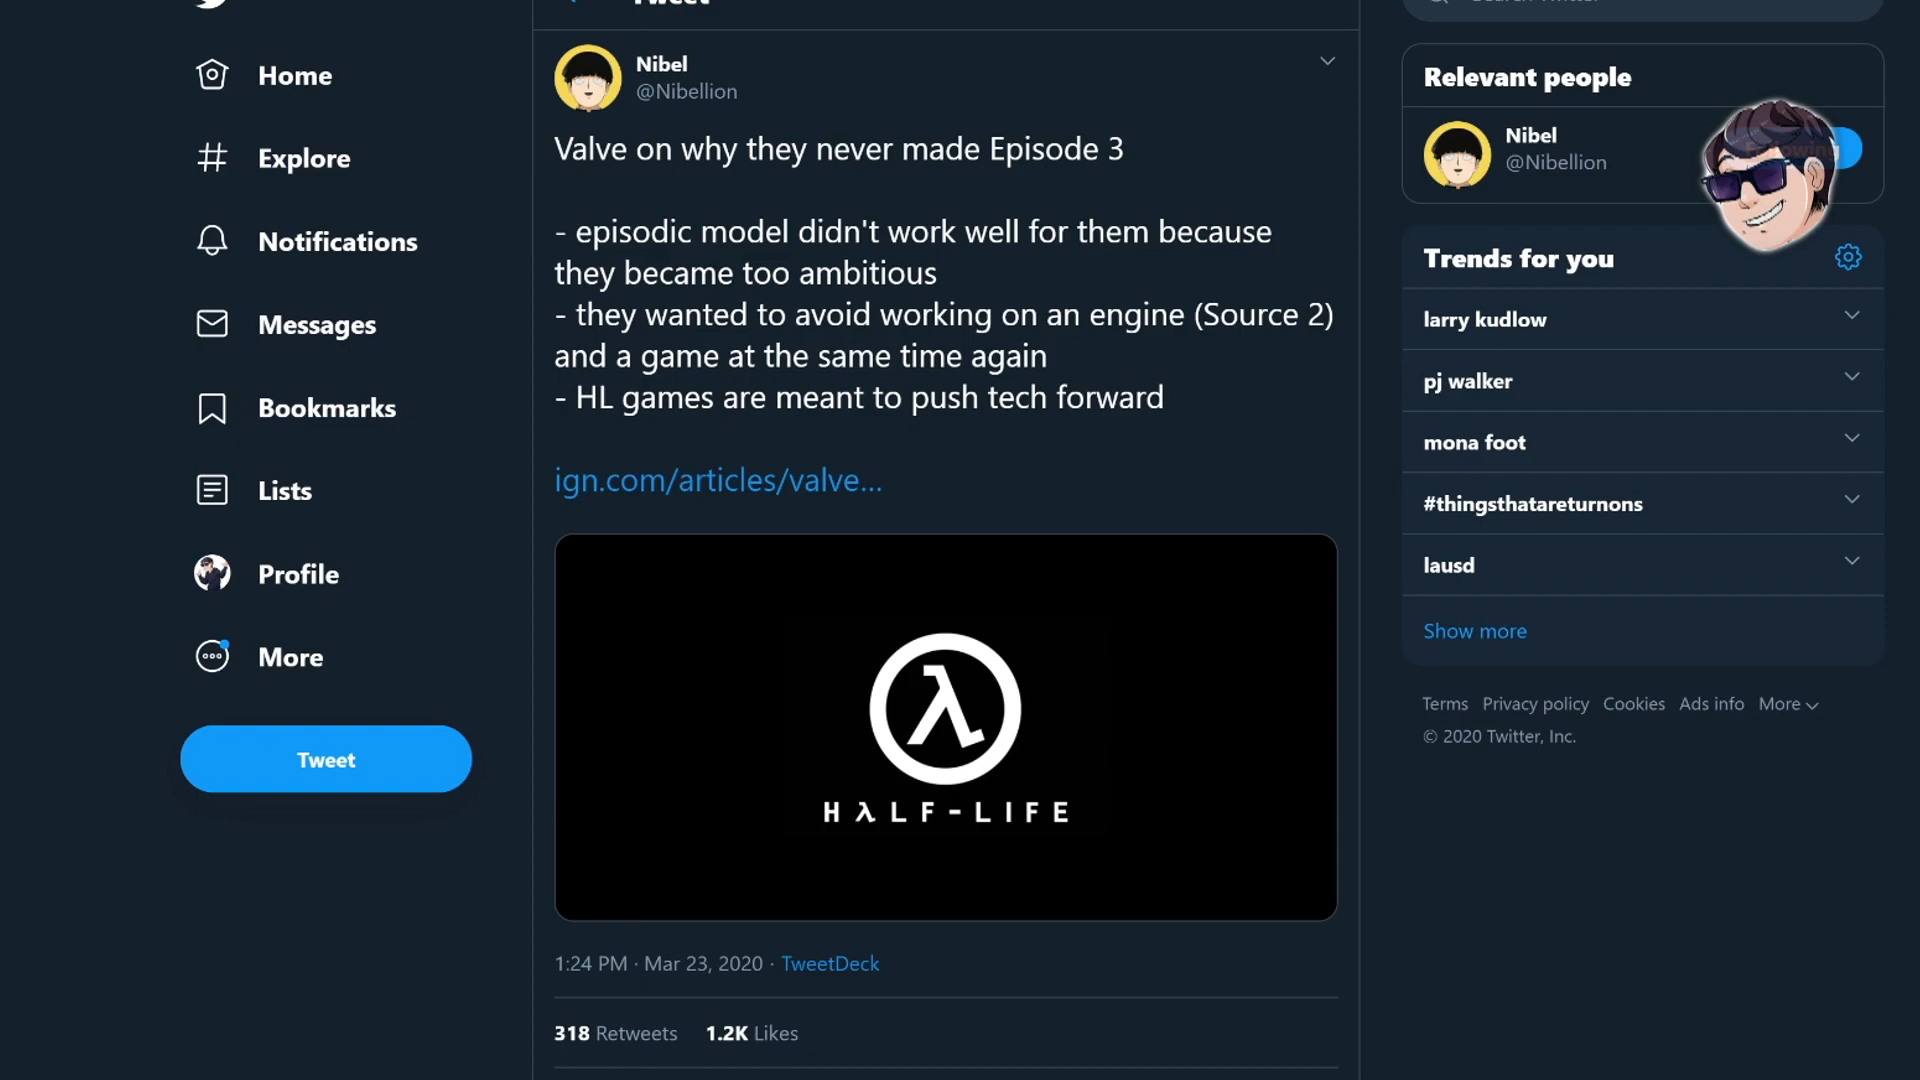 Tweet
Search Twitter
Home
Explore
Notifications
Messages
Bookmarks
Lists
Profile
More
Tweet
Nibel
@Nibellion
Valve on why they never made Episode 3
- episodic model didn't work well for them because
they became too ambitious
- they wanted to avoid working on an engine (Source 2)
and a game at the same time again
- HL games are meant to push tech forward
ign.com/articles/valve...
HλLF-LIFE
1:24 PM · Mar 23, 2020 · TweetDeck
318 Retweets 1.2K Likes
Relevant people
Nibel
@Nibellion
Following
Trends for you
larry kudlow
pj walker
mona foot
#thingsthatareturnons
lausd
Show more
Terms Privacy policy Cookies Ads info More
© 2020 Twitter, Inc.